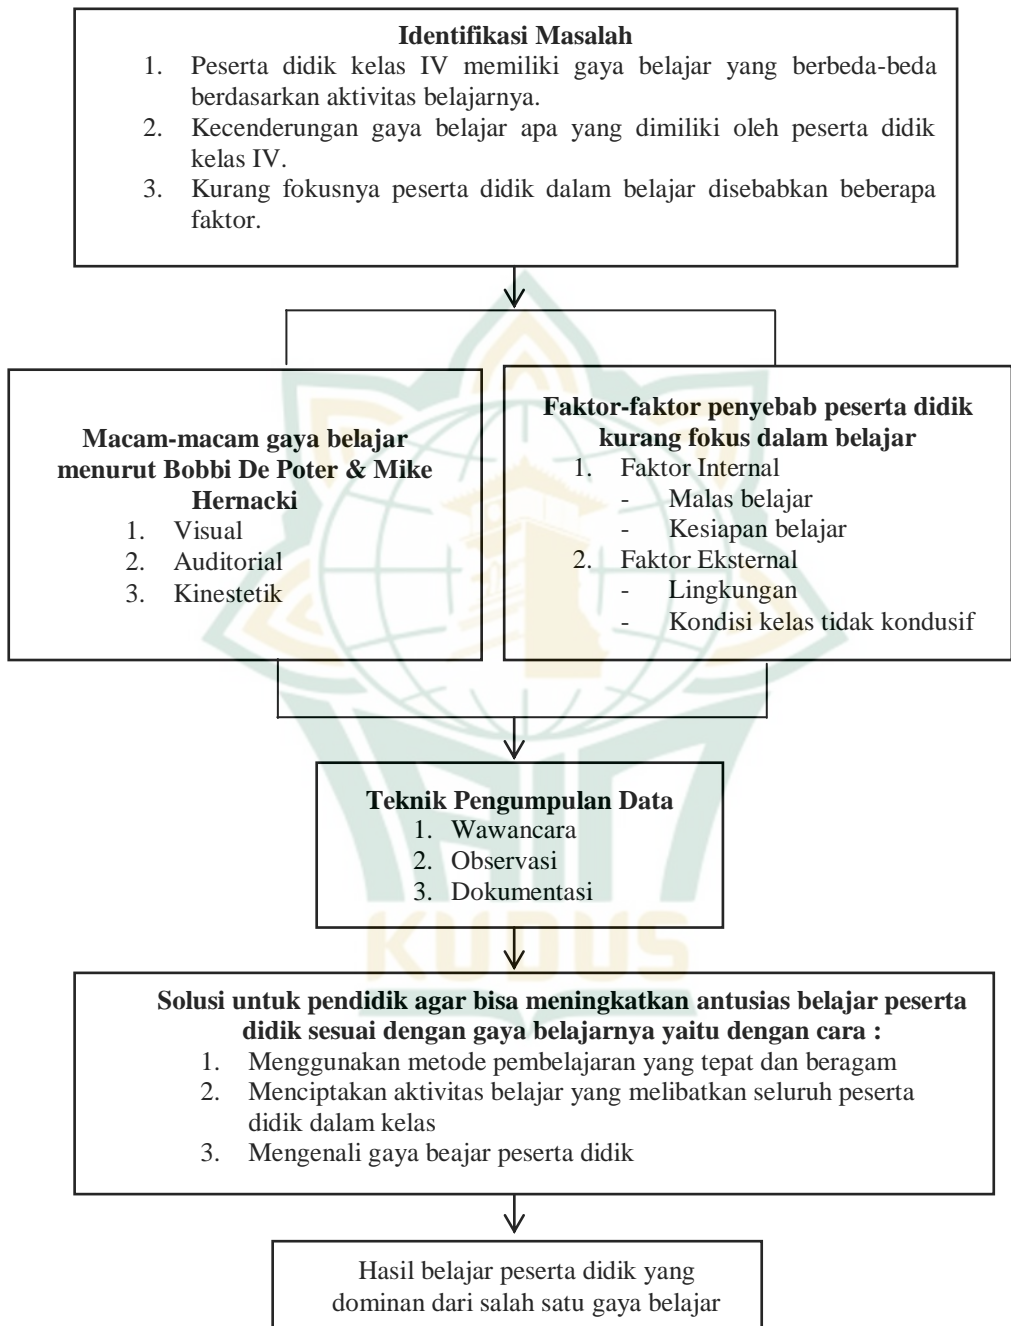 Identifikasi Masalah
1. Peserta didik kelas IV memiliki gaya belajar yang berbeda-beda
berdasarkan aktivitas belajarnya.
2. Kecenderungan gaya belajar apa yang dimiliki oleh peserta didik
kelas IV.
3. Kurang fokusnya peserta didik dalam belajar disebabkan beberapa
faktor.
Macam-macam gaya belajar
menurut Bobbi De Poter & Mike
Hernacki
1. Visual
2. Auditorial
3. Kinestetik
Faktor-faktor penyebab peserta didik
kurang fokus dalam belajar
1. Faktor Internal
- Malas belajar
- Kesiapan belajar
2. Faktor Eksternal
- Lingkungan
- Kondisi kelas tidak kondusif
Teknik Pengumpulan Data
1. Wawancara
2. Observasi
3. Dokumentasi
KUDUS
Solusi untuk pendidik agar bisa meningkatkan antusias belajar peserta
didik sesuai dengan gaya belajarnya yaitu dengan cara :
1. Menggunakan metode pembelajaran yang tepat dan beragam
2. Menciptakan aktivitas belajar yang melibatkan seluruh peserta
didik dalam kelas
3. Mengenali gaya beajar peserta didik
Hasil belajar peserta didik yang
dominan dari salah satu gaya belajar